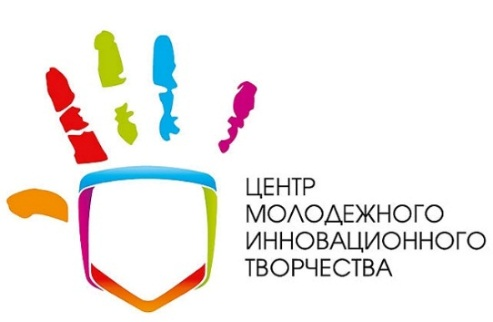 ЦЕНТР
МОЛОДЕЖНОГО
ИННОВАЦИОННОГО
ТВОРЧЕСТВА